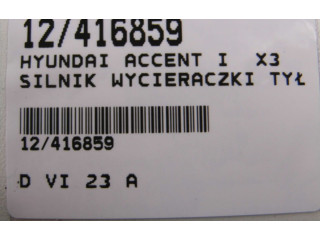 12/416859
HYUNDAI ACCENT I X3
SILNIK WYCIERACZKI TYŁ
12/416859
D VI 23 A